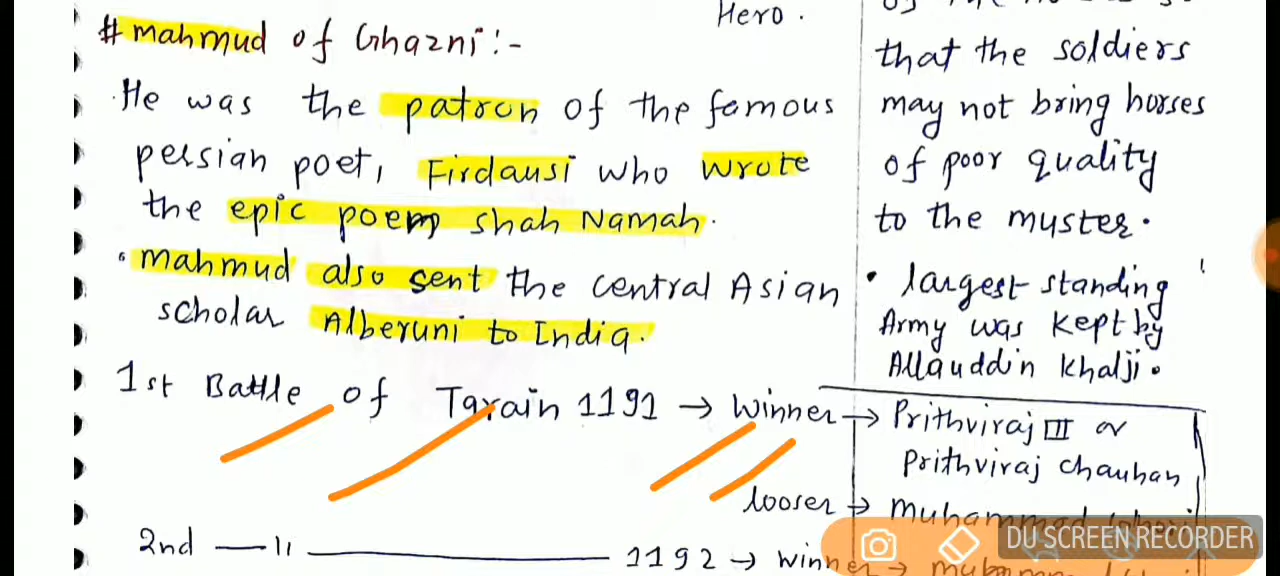 Hero.
# mahmud of Ghazni:-
He was the patron of the famous
persian poet, Firdausi who wrote
the epic poem shah Namah.
• mahmud also sent the central Asian
scholar Alberuni to India.
that the soldiers
may not bring horses
of poor quality
to the myster.
• largest standing
Army was kept by
Allauddin Khalji.
1st Battle of Tarain 1191 → winner → Prithviraj III or
Prithviraj chauhan
looser → muhammad
2nd — 11 — 1192 → winner →
DU SCREEN RECORDER